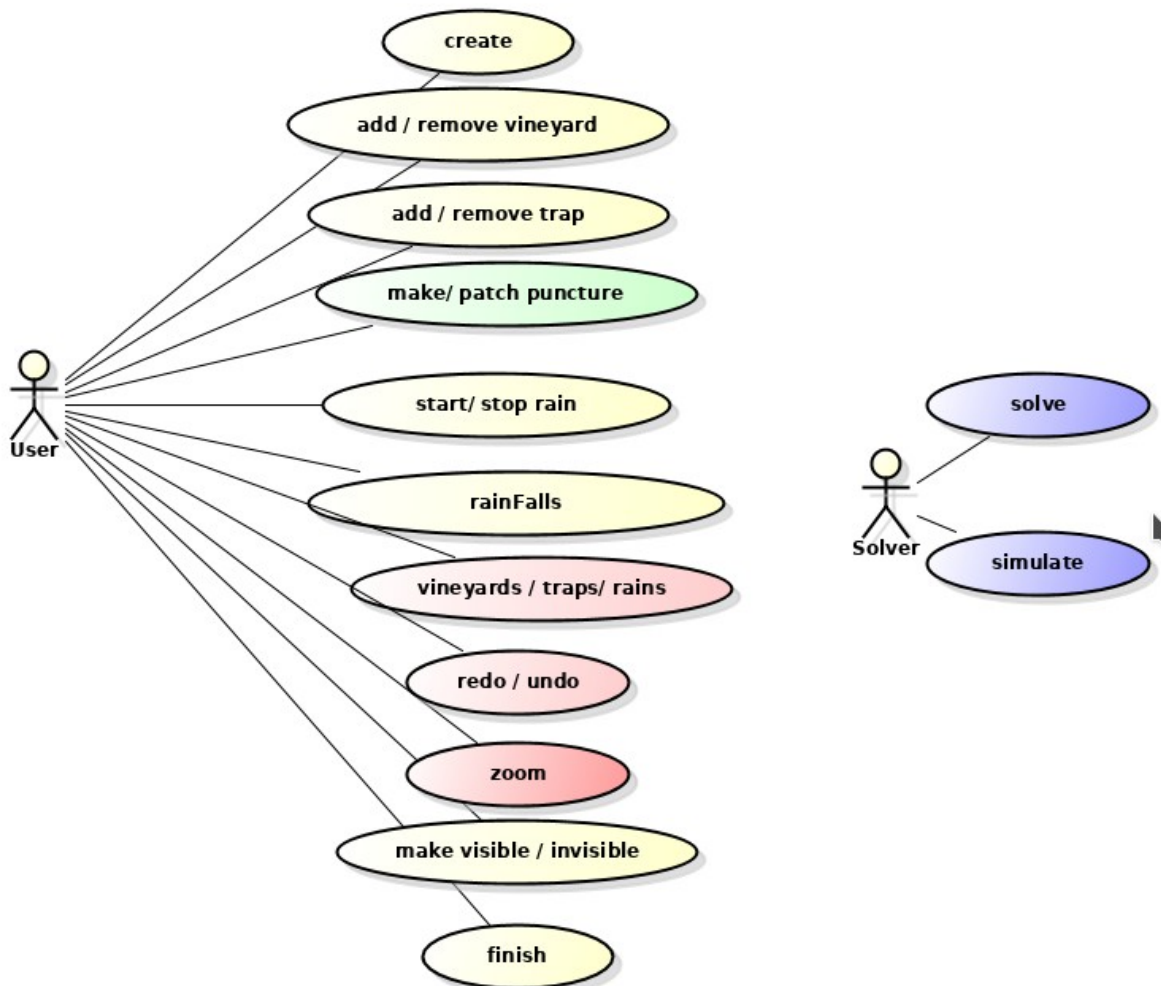 create
add / remove vineyard
add / remove trap
make/ patch puncture
User
start/ stop rain
rainFalls
vineyards / traps/ rains
redo / undo
zoom
make visible / invisible
finish
solve
Solver
simulate